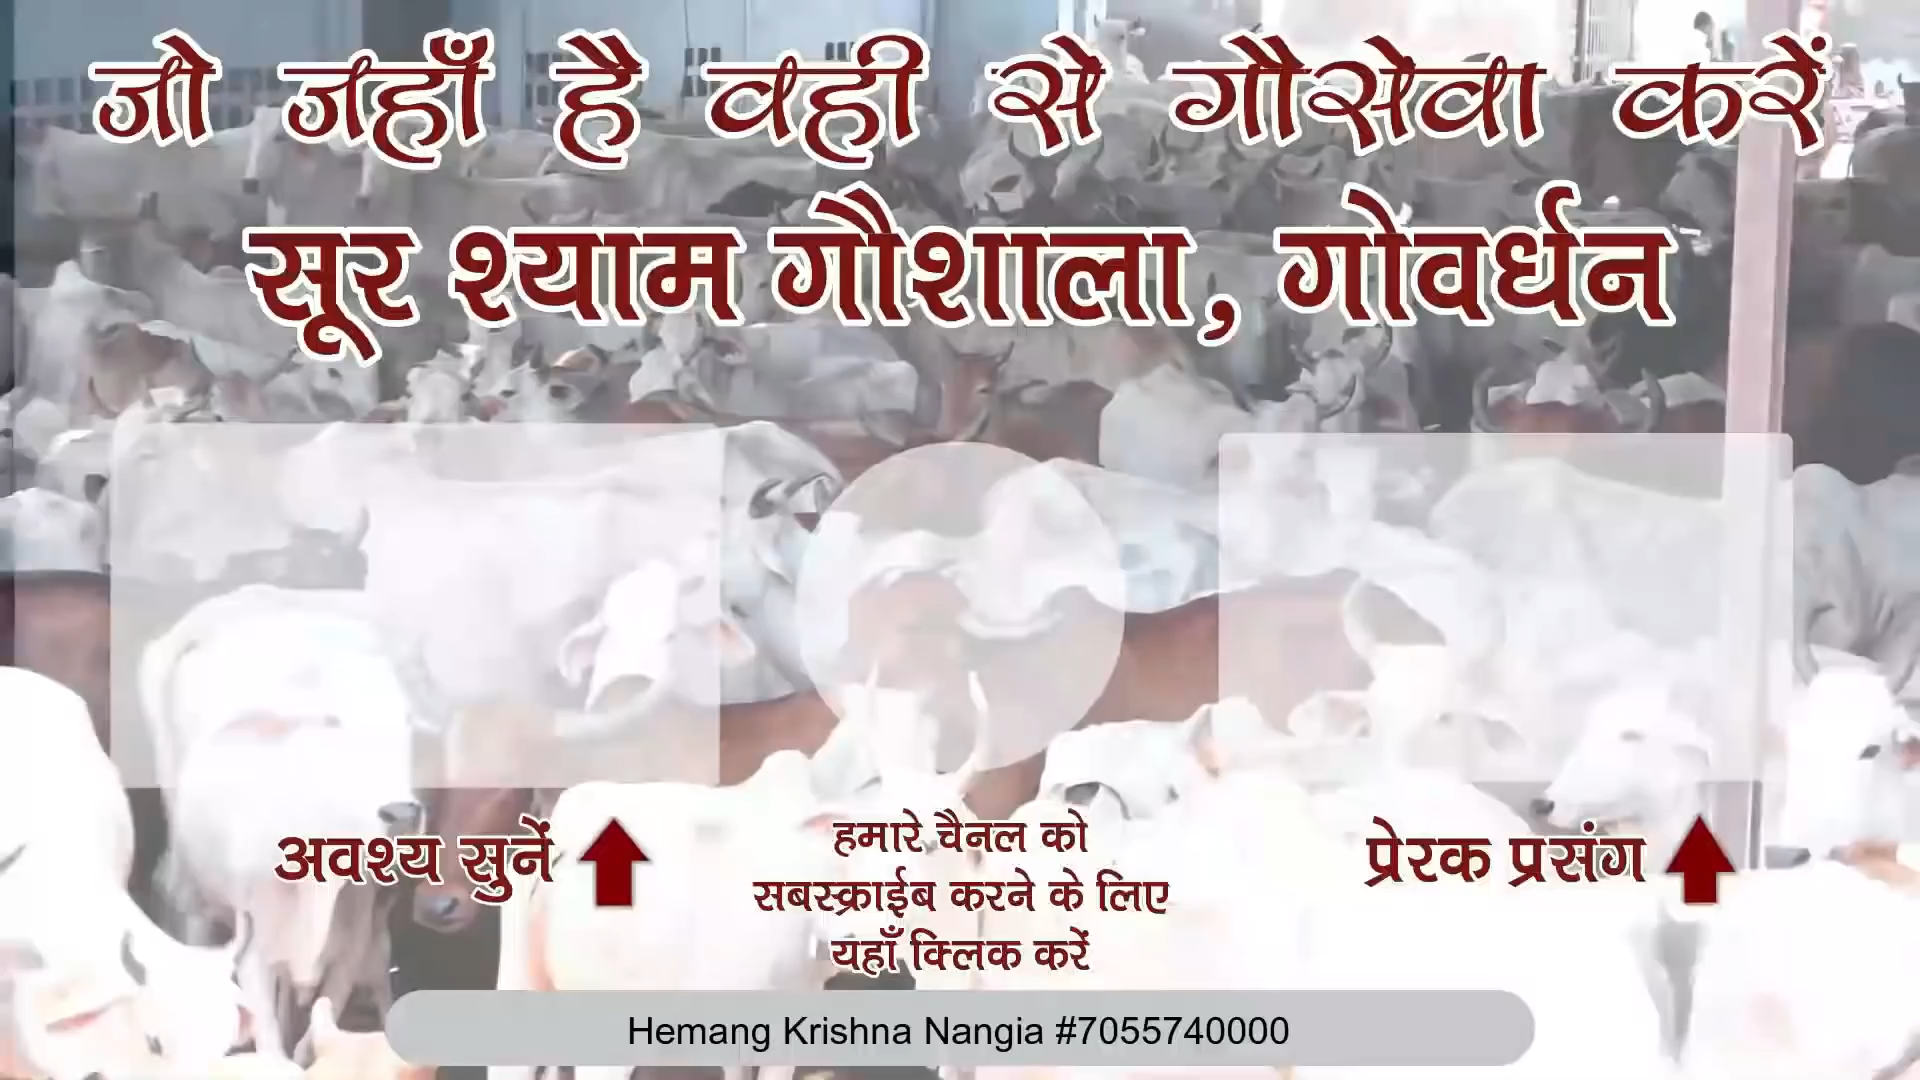 जो जहाँ है वही से गौसेवा करें
सूर श्याम गौशाला, गोवर्धन
अवश्य सुनें
हमारे चैनल को
सबस्क्राईब करने के लिए
यहाँ क्लिक करें
प्रेरक प्रसंग
Hemang Krishna Nangia #7055740000